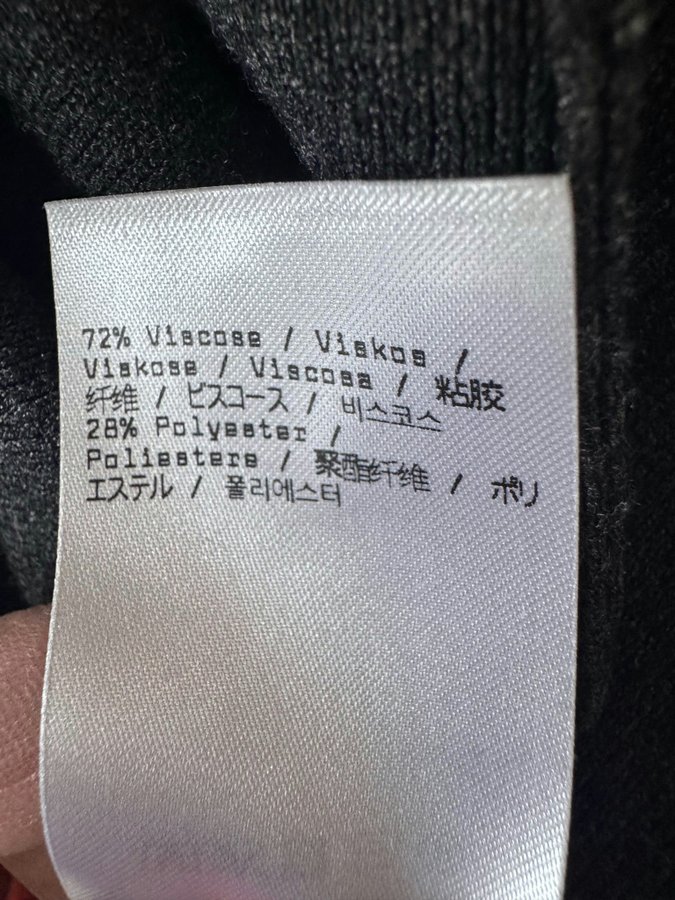 72% Viscose / Viskos /
Viskose / Viscosa / 粘胶
纤维 / ビスコース / 비스코스
28% Polyester /
Poliestere / 聚酯纤维 / ポリ
エステル / 폴리에스터